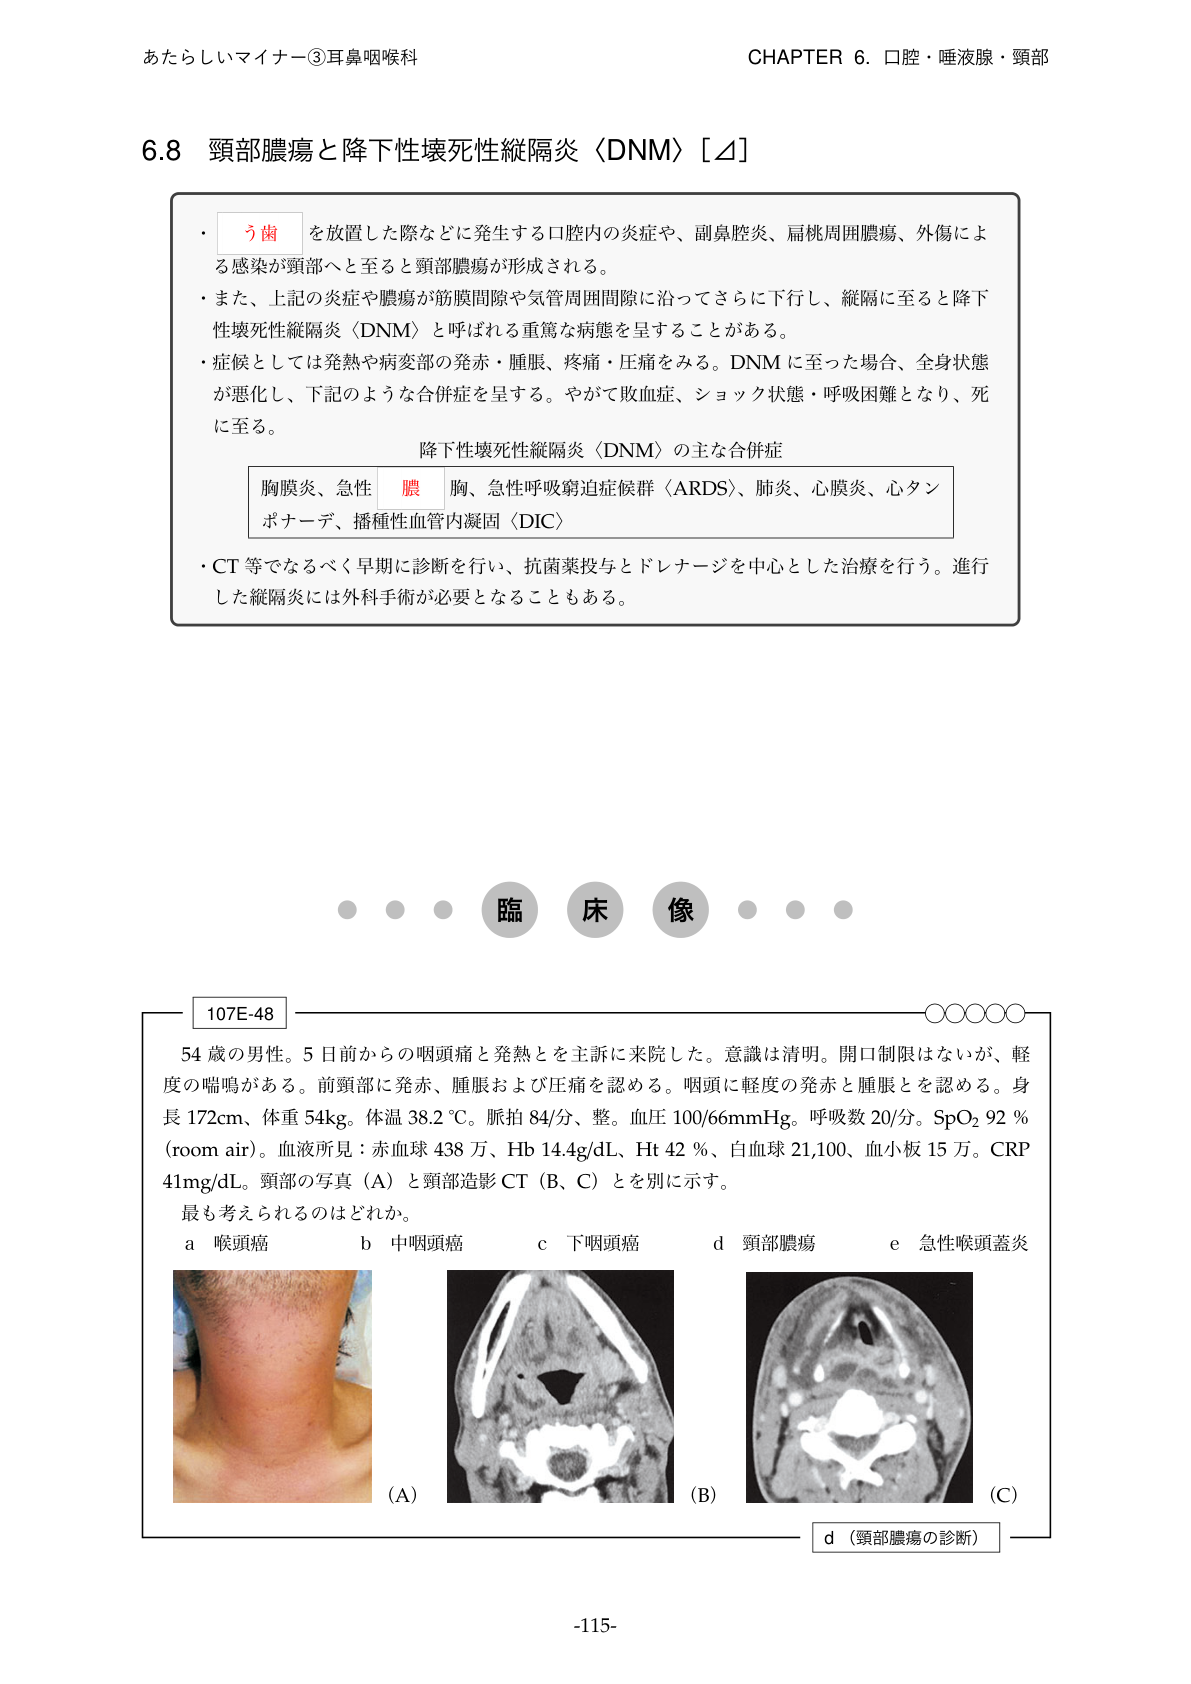 あたらしいマイナー③耳鼻咽喉科
CHAPTER 6. 口腔・唾液腺・頸部
6.8 頸部膿瘍と降下性壊死性縦隔炎〈DNM〉[⊿]
・ う歯 を放置した際などに発生する口腔内の炎症や、副鼻腔炎、扁桃周囲膿瘍、外傷によ
る感染が頸部へと至ると頸部膿瘍が形成される。
・また、上記の炎症や膿瘍が筋膜間隙や気管周囲間隙に沿ってさらに下行し、縦隔に至ると降下
性壊死性縦隔炎〈DNM〉と呼ばれる重篤な病態を呈することがある。
・症候としては発熱や病変部の発赤・腫脹、疼痛・圧痛をみる。DNM に至った場合、全身状態
が悪化し、下記のような合併症を呈する。やがて敗血症、ショック状態・呼吸困難となり、死
に至る。
降下性壊死性縦隔炎〈DNM〉の主な合併症
胸膜炎、急性 膿 胸、急性呼吸窮迫症候群〈ARDS〉、肺炎、心膜炎、心タン
ポナーデ、播種性血管内凝固〈DIC〉
・CT 等でなるべく早期に診断を行い、抗菌薬投与とドレナージを中心とした治療を行う。進行
した縦隔炎には外科手術が必要となることもある。
臨 床 像
107E-48
54 歳の男性。5 日前からの咽頭痛と発熱とを主訴に来院した。意識は清明。開口制限はないが、軽
度の喘鳴がある。前頸部に発赤、腫脹および圧痛を認める。咽頭に軽度の発赤と腫脹とを認める。身
長 172cm、体重 54kg。体温 38.2 ℃。脈拍 84/分、整。血圧 100/66mmHg。呼吸数 20/分。SpO₂ 92 %
(room air)。血液所見：赤血球 438 万、Hb 14.4g/dL、Ht 42 %、白血球 21,100、血小板 15 万。CRP
41mg/dL。頸部の写真（A）と頸部造影 CT（B、C）とを別に示す。
最も考えられるのはどれか。
a 喉頭癌 b 中咽頭癌 c 下咽頭癌 d 頸部膿瘍 e 急性喉頭蓋炎
(A) (B) (C)
d （頸部膿瘍の診断）
-115-